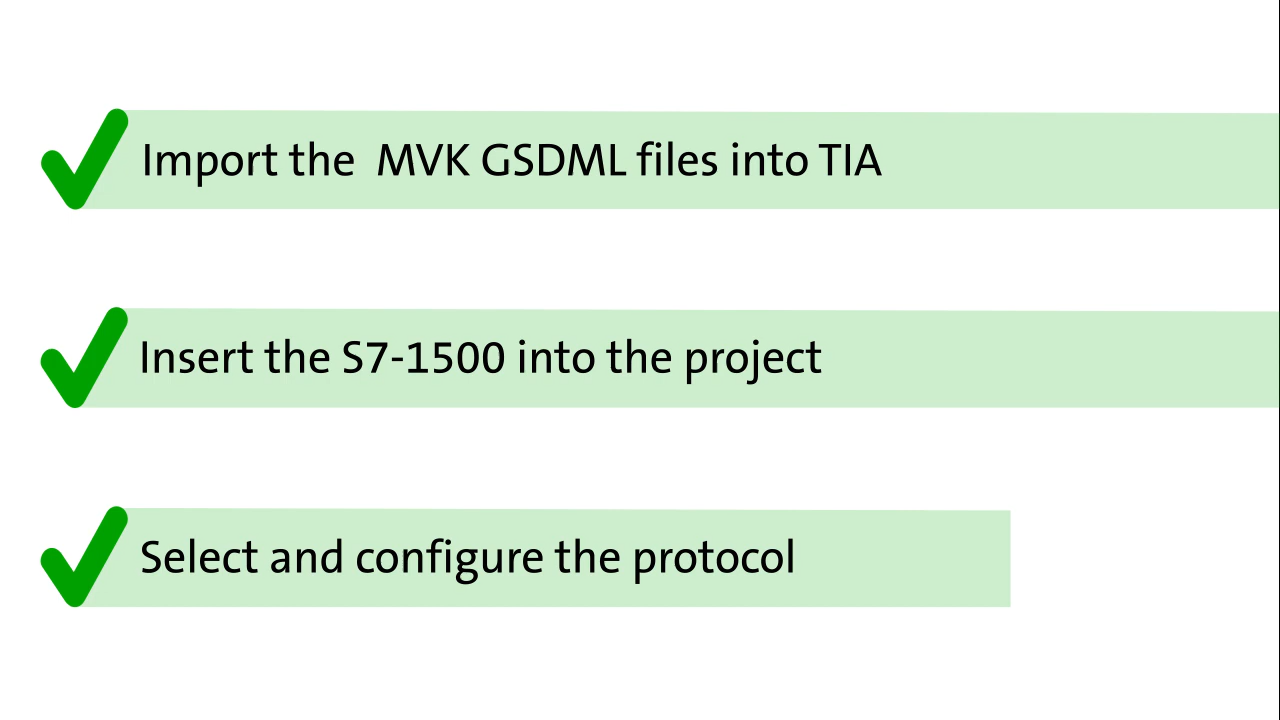 Import the  MVK GSDML files into TIA
Insert the S7-1500 into the project
Select and configure the protocol